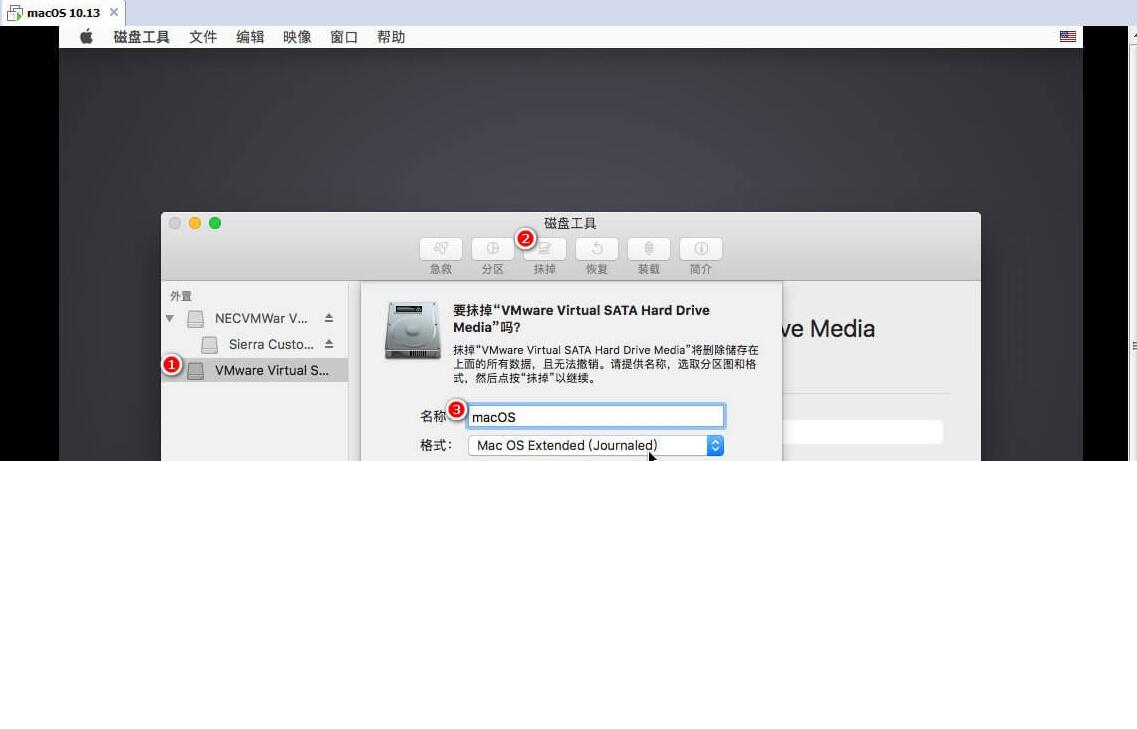 macOS 10.13
磁盘工具 文件 编辑 映像 窗口 帮助
磁盘工具
2
急救 分区 抹掉 恢复 装载 简介
外置
NECVMWar V...
Sierra Custo...
1 VMware Virtual S...
要抹掉“VMware Virtual SATA Hard Drive
Media”吗?
抹掉“VMware Virtual SATA Hard Drive Media”将删除储存在
上面的所有数据，且无法撤销。请提供名称，选取分区图和格
式，然后点按“抹掉”以继续。
名称 3 macOS
格式： Mac OS Extended (Journaled)
ve Media